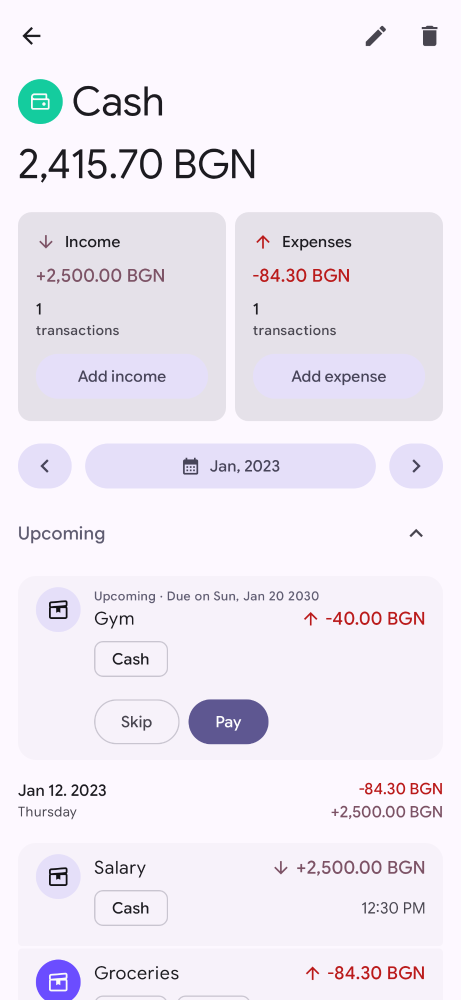 Cash
2,415.70 BGN
Income
+2,500.00 BGN
1
transactions
Add income
Expenses
-84.30 BGN
1
transactions
Add expense
Jan, 2023
Upcoming
Upcoming · Due on Sun, Jan 20 2030
Gym
-40.00 BGN
Cash
Skip
Pay
Jan 12. 2023
-84.30 BGN
Thursday
+2,500.00 BGN
Salary
+2,500.00 BGN
Cash
12:30 PM
Groceries
-84.30 BGN